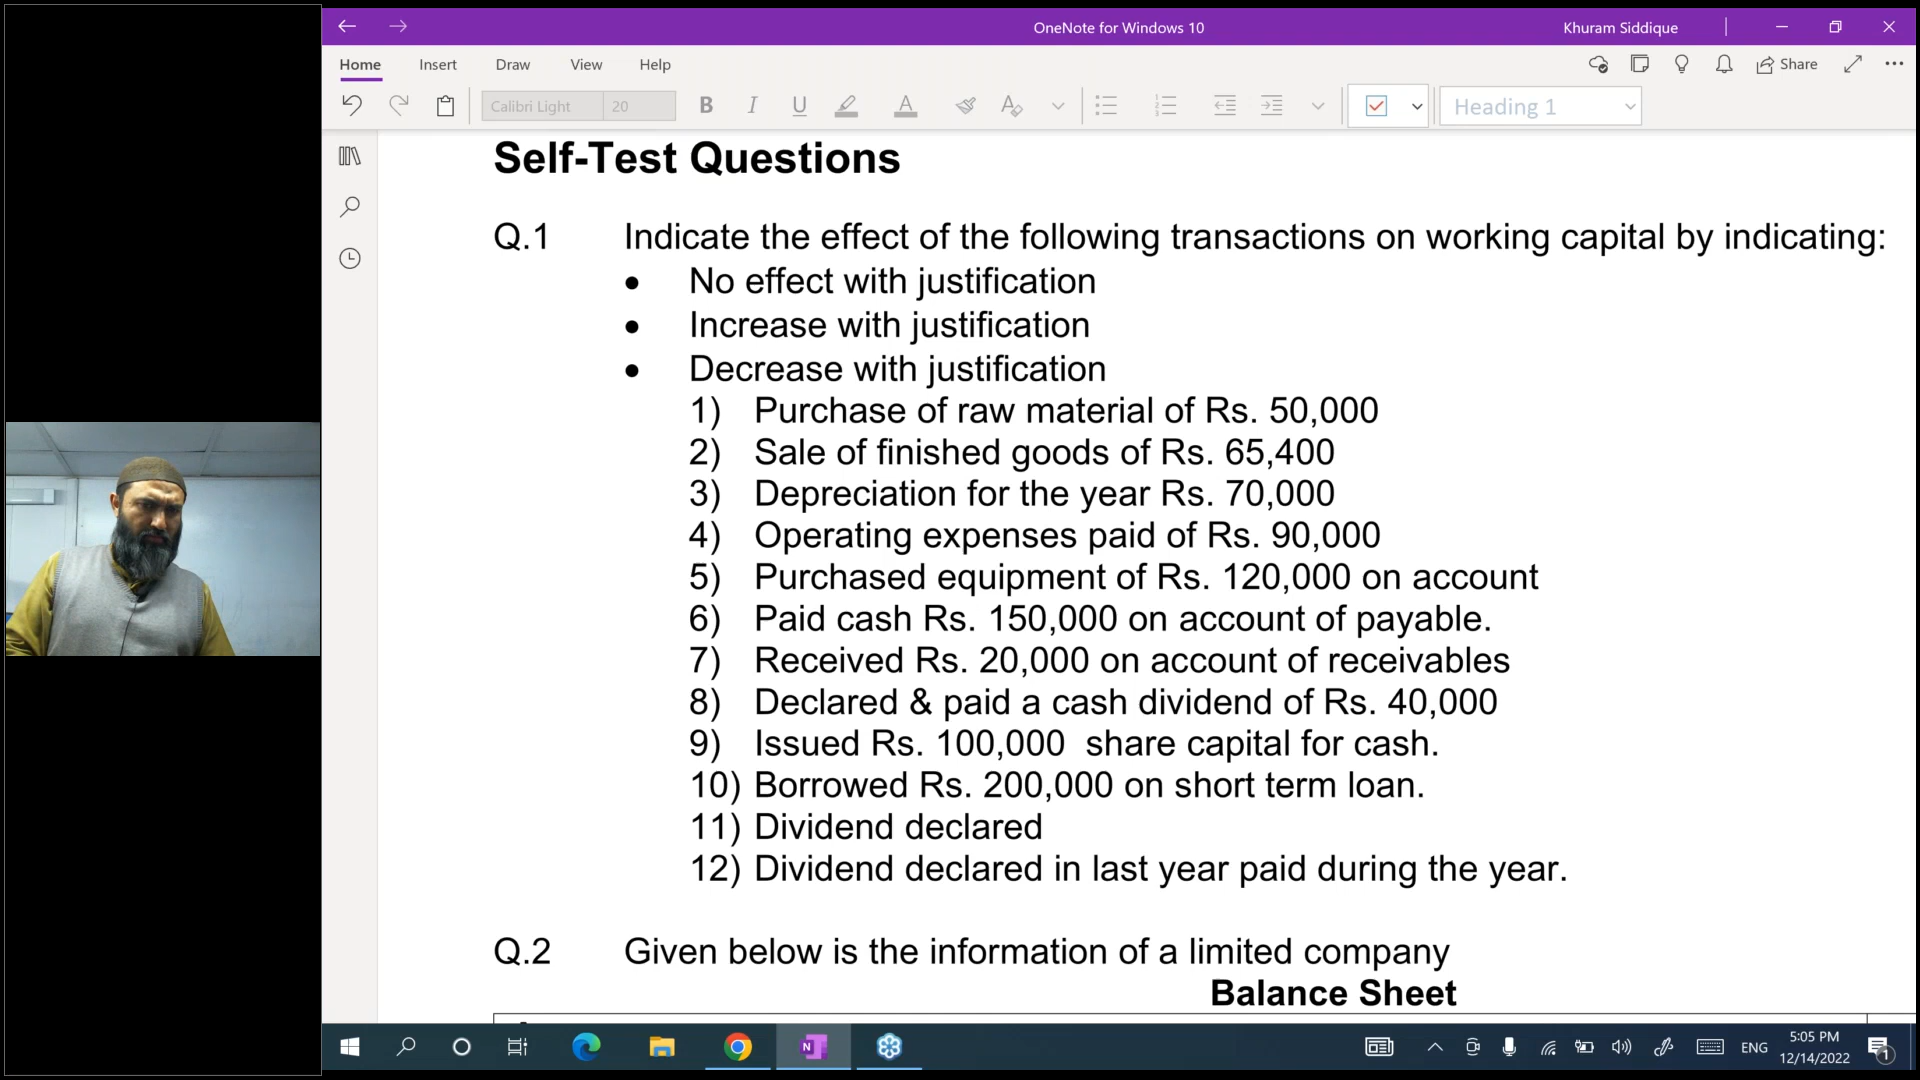 OneNote for Windows 10
Khuram Siddique
Home Insert Draw View Help
Share
Calibri Light 20
B I U A A
Heading 1
Self-Test Questions
Q.1 Indicate the effect of the following transactions on working capital by indicating:
• No effect with justification
• Increase with justification
• Decrease with justification
1) Purchase of raw material of Rs. 50,000
2) Sale of finished goods of Rs. 65,400
3) Depreciation for the year Rs. 70,000
4) Operating expenses paid of Rs. 90,000
5) Purchased equipment of Rs. 120,000 on account
6) Paid cash Rs. 150,000 on account of payable.
7) Received Rs. 20,000 on account of receivables
8) Declared & paid a cash dividend of Rs. 40,000
9) Issued Rs. 100,000 share capital for cash.
10) Borrowed Rs. 200,000 on short term loan.
11) Dividend declared
12) Dividend declared in last year paid during the year.
Q.2 Given below is the information of a limited company
Balance Sheet
N
ENG
5:05 PM
12/14/2022
1